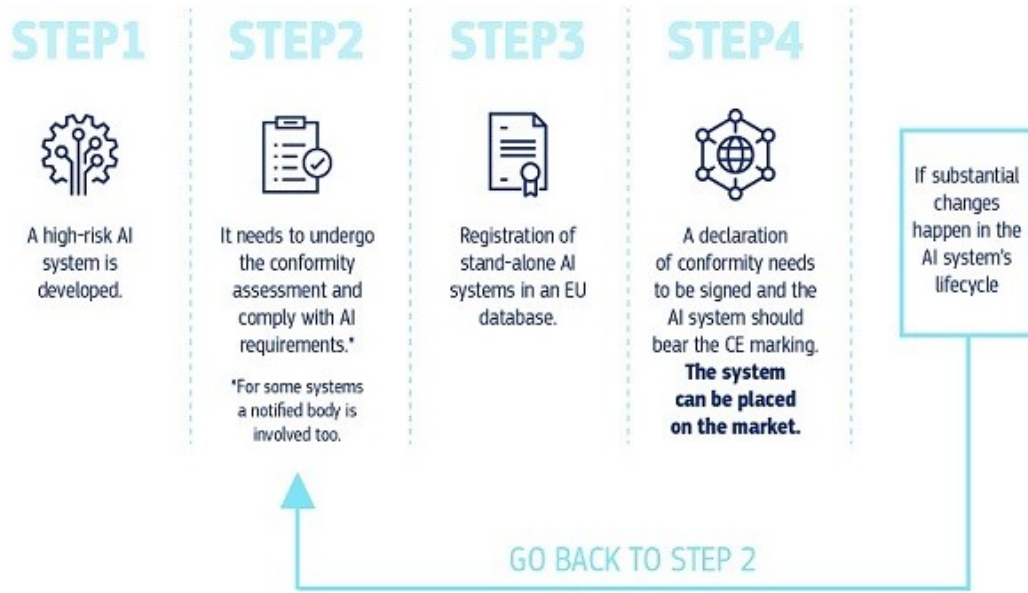 STEP1
A high-risk AI
system is
developed.
STEP2
It needs to undergo
the conformity
assessment and
comply with AI
requirements.*
*For some systems
a notified body is
involved too.
STEP3
Registration of
stand-alone AI
systems in an EU
database.
STEP4
A declaration
of conformity needs
to be signed and the
AI system should
bear the CE marking.
The system
can be placed
on the market.
If substantial
changes
happen in the
AI system's
lifecycle
GO BACK TO STEP 2